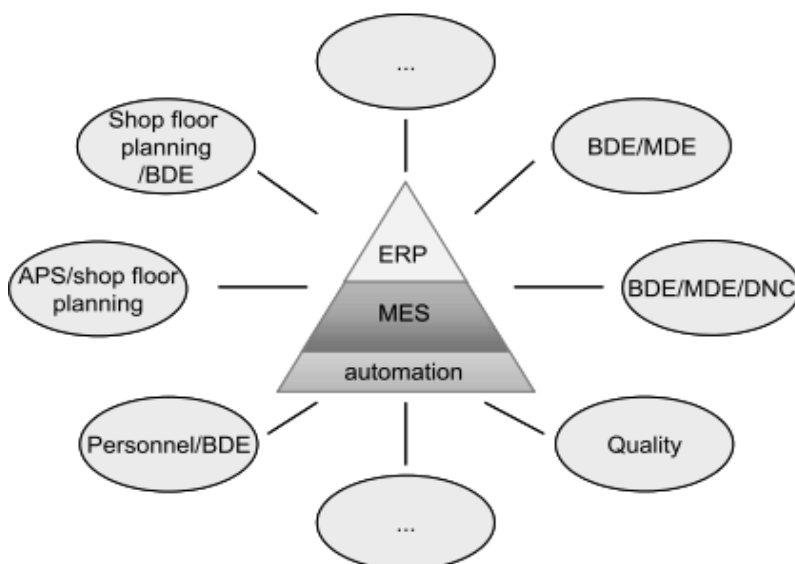 ...
Shop floor
planning
/BDE
BDE/MDE
ERP
APS/shop floor
planning
MES
BDE/MDE/DNC
automation
Personnel/BDE
Quality
...